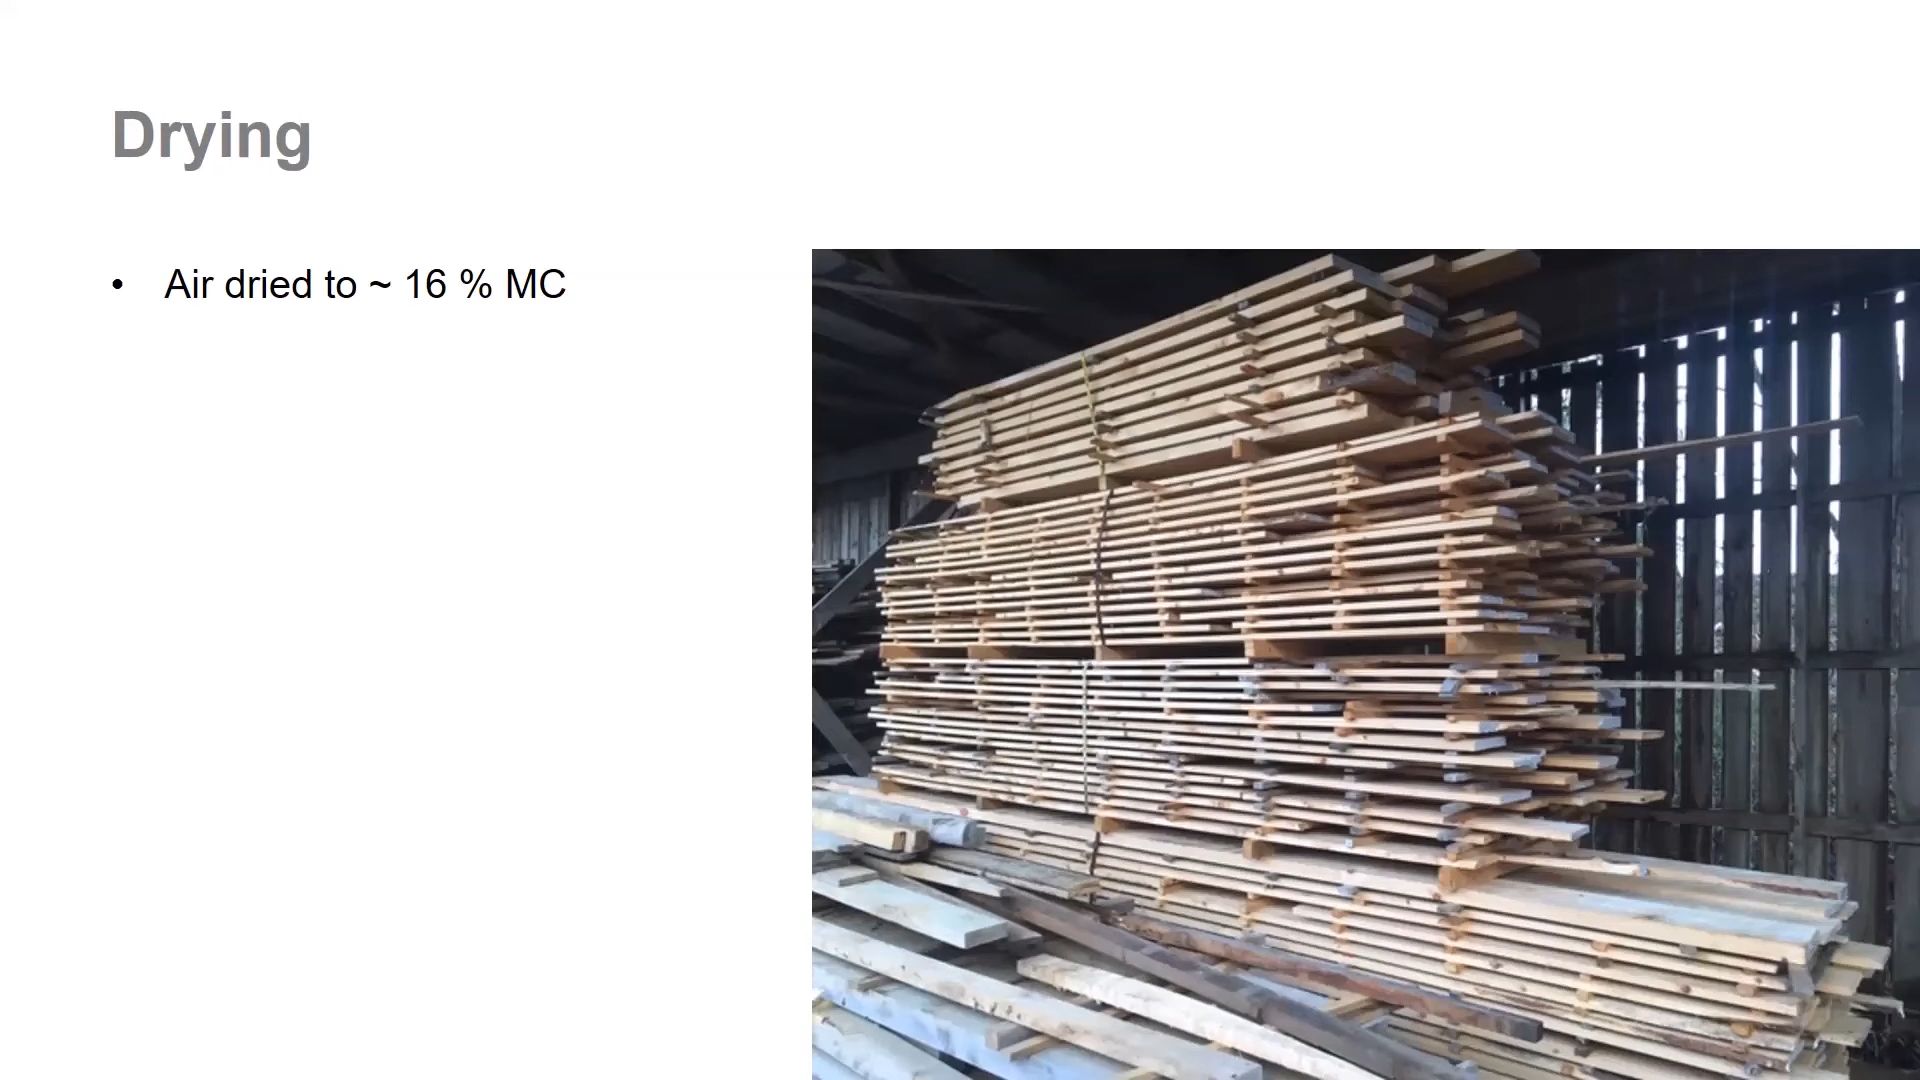 Drying
• Air dried to ~ 16 % MC